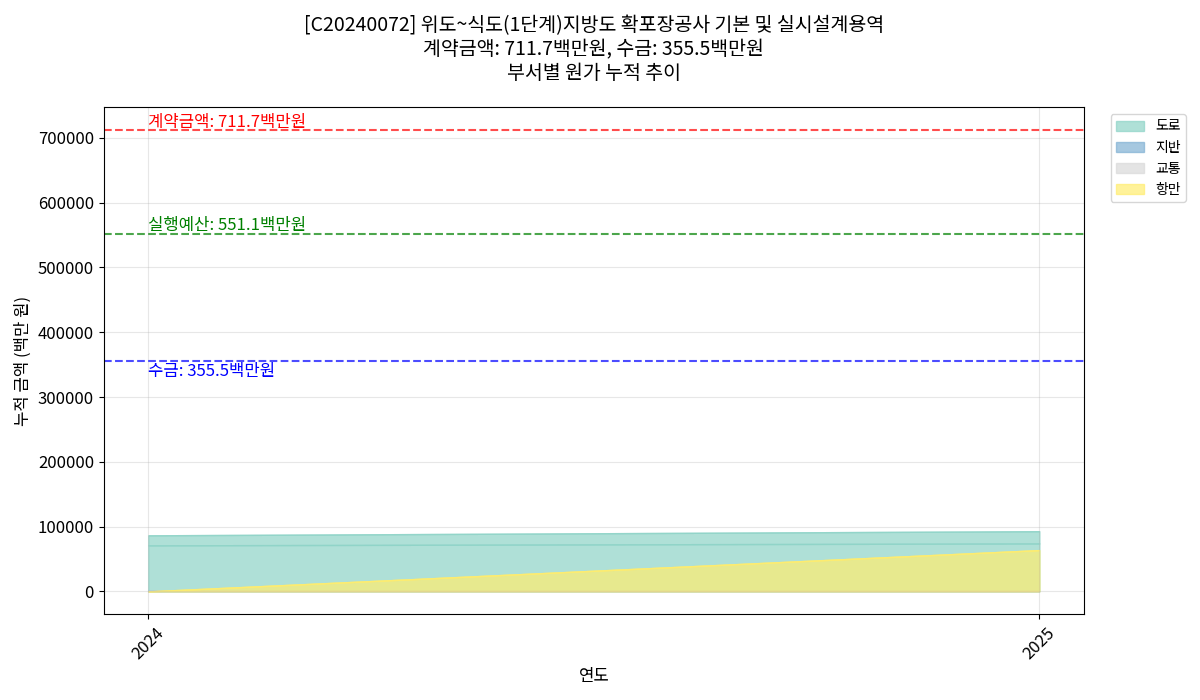 [C20240072] 위도~식도(1단계)지방도 확포장공사 기본 및 실시설계용역
계약금액: 711.7백만원, 수금: 355.5백만원
부서별 원가 누적 추이
계약금액: 711.7백만원
실행예산: 551.1백만원
수금: 355.5백만원
도로
지반
교통
항만
누적 금액 (백만 원)
700000
600000
500000
400000
300000
200000
100000
0
2024
2025
연도